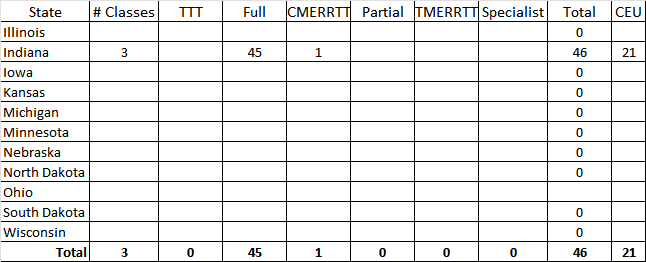 State # Classes TTT Full CMERRTT Partial TMERRTT Specialist Total CEU
Illinois 0
Indiana 3 45 1 46 21
Iowa 0
Kansas 0
Michigan 0
Minnesota 0
Nebraska 0
North Dakota 0
Ohio
South Dakota 0
Wisconsin 0
Total 3 0 45 1 0 0 0 46 21